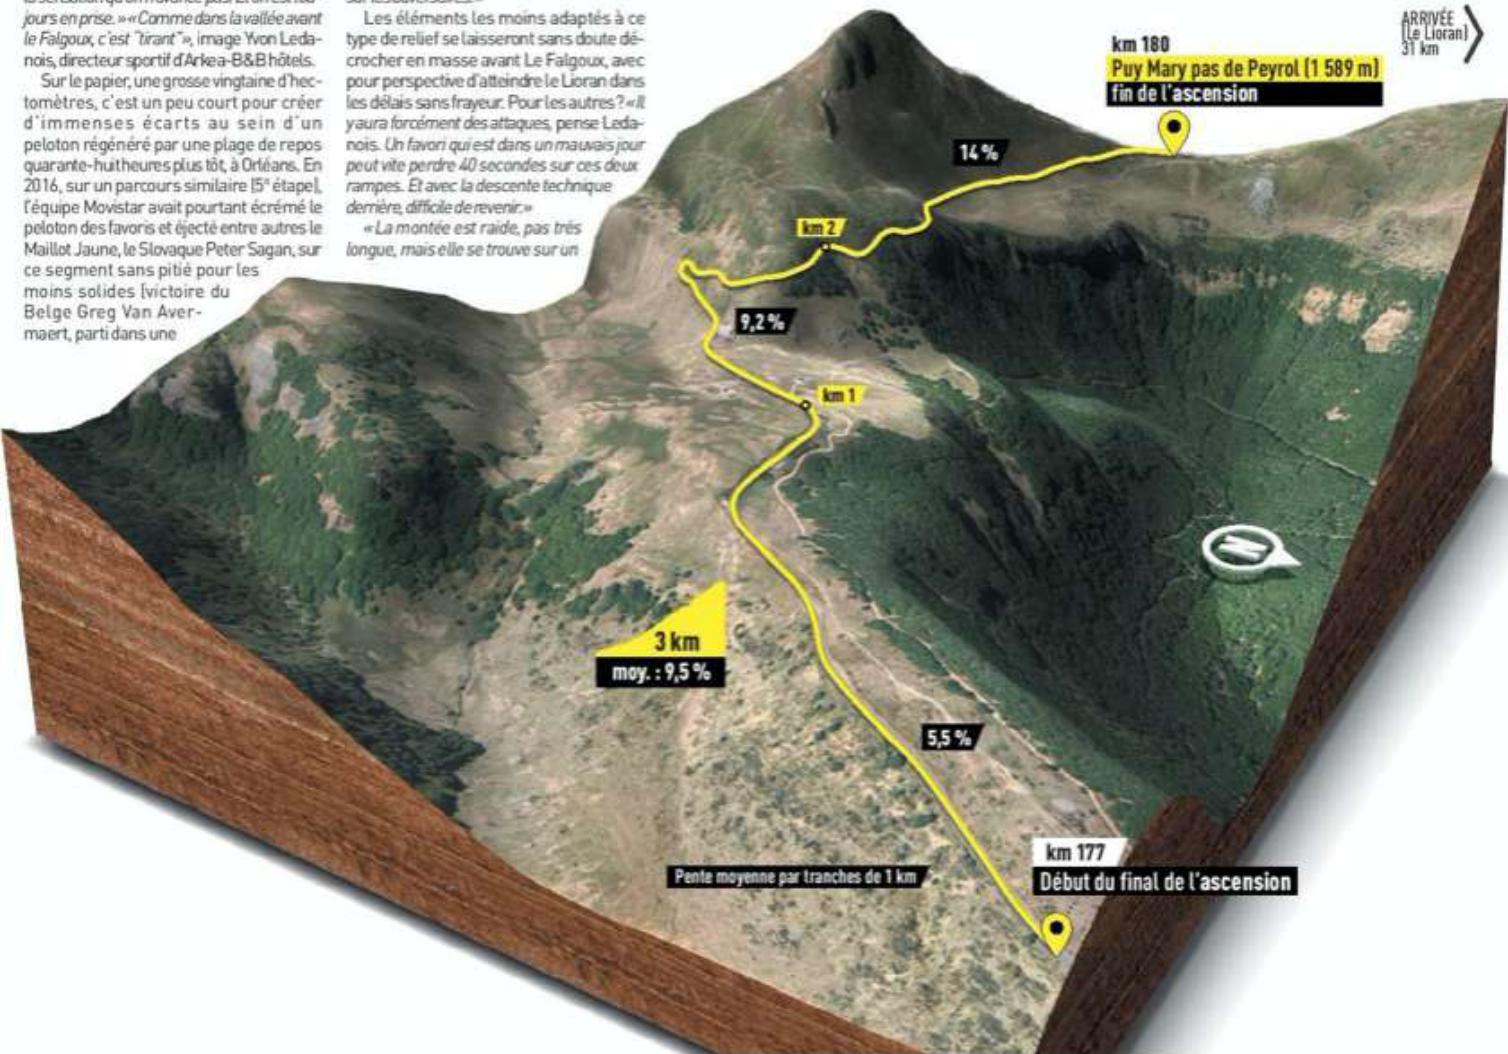 jours en prise. » « Comme dans la vallée avant
le Falgoux, c'est "tirant" », image Yvon Leda-
nois, directeur sportif d'Arkea-B&B hôtels.
Sur le papier, une grosse vingtaine d'hec-
tomètres, c'est un peu court pour créer
d'immenses écarts au sein d'un
peloton régénéré par une plage de repos
quarante-huit heures plus tôt, à Orléans. En
2016, sur un parcours similaire (5e étape),
l'équipe Movistar avait pourtant écrémé le
peloton des favoris et éjecté entre autres le
Maillot Jaune, le Slovaque Peter Sagan, sur
ce segment sans pitié pour les
moins solides (victoire du
Belge Greg Van Aver-
maert, parti dans une
Les éléments les moins adaptés à ce
type de relief se laisseront sans doute dé-
crocher en masse avant Le Falgoux, avec
pour perspective d'atteindre le Lioran dans
les délais sans frayeur. Pour les autres ? « Il
y aura forcément des attaques, pense Leda-
nois. Un favori qui est dans un mauvais jour
peut vite perdre 40 secondes sur ces deux
rampes. Et avec la descente technique
derrière, difficile de revenir. »
« La montée est raide, pas très
longue, mais elle se trouve sur un
ARRIVÉE
(Le Lioran)
31 km
km 180
Puy Mary pas de Peyrol (1 589 m)
fin de l'ascension
14 %
km 2
9,2 %
km 1
N
3 km
moy. : 9,5 %
5,5 %
km 177
Début du final de l'ascension
Pente moyenne par tranches de 1 km